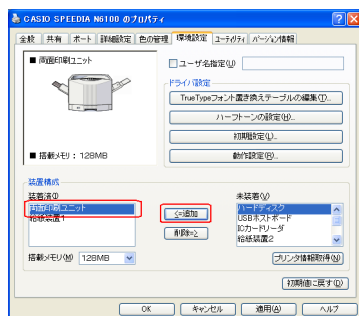 CASIO SPEEDIA N6100 のプロパティ
全般 共有 ポート 詳細設定 色の管理 環境設定 ユーティリティ バージョン情報
■ 両面印刷ユニット
■ 搭載メモリ : 128MB
ユーザ名指定(U)
ドライバ設定
TrueTypeフォント置き換えテーブルの編集(T)...
ハーフトーンの設定(H)...
初期設定(L)...
動作設定(R)...
装置構成
装着済(I)
両面印刷ユニット
給紙装置1
<=追加
削除=>
未装着(V)
ハードディスク
USBホストボード
ICカードリーダ
給紙装置2
搭載メモリ(M) 128MB
プリンタ情報取得(N)
初期値に戻す(D)
OK キャンセル 適用(A) ヘルプ